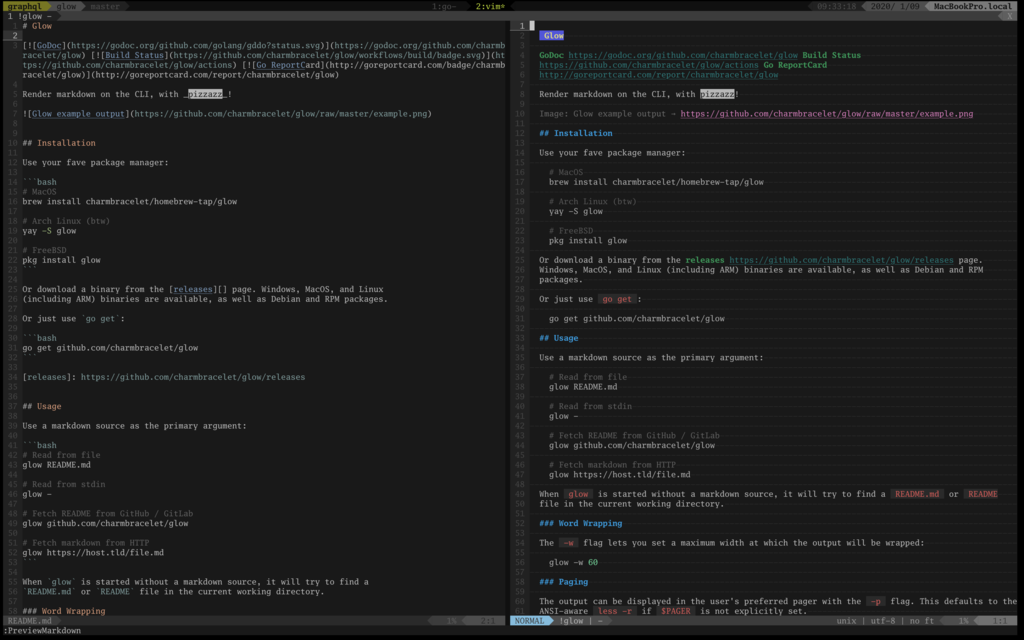 graphql glow master 1:go- 2:vim* 09:33:18 2020/ 1/09 MacBookPro.local
1 !glow ~ X
1 # Glow
2
3 [![GoDoc](https://godoc.org/github.com/golang/gddo?status.svg)](https://godoc.org/github.com/charmb
racelet/glow) [![Build Status](https://github.com/charmbracelet/glow/workflows/build/badge.svg)](ht
tps://github.com/charmbracelet/glow/actions) [![Go ReportCard](http://goreportcard.com/badge/charmb
racelet/glow)](http://goreportcard.com/report/charmbracelet/glow)
4
5 Render markdown on the CLI, with _pizzazz_!
6
7 ![Glow example output](https://github.com/charmbracelet/glow/raw/master/example.png)
8
9
10 ## Installation
11
12 Use your fave package manager:
13
14 ```bash
15 # MacOS
16 brew install charmbracelet/homebrew-tap/glow
17
18 # Arch Linux (btw)
19 yay -S glow
20
21 # FreeBSD
22 pkg install glow
23 ```
24
25 Or download a binary from the [releases][] page. Windows, MacOS, and Linux
26 (including ARM) binaries are available, as well as Debian and RPM packages.
27
28 Or just use `go get`:
29
30 ```bash
31 go get github.com/charmbracelet/glow
32 ```
33
34 [releases]: https://github.com/charmbracelet/glow/releases
35
36
37 ## Usage
38
39 Use a markdown source as the primary argument:
40
41 ```bash
42 # Read from file
43 glow README.md
44
45 # Read from stdin
46 glow -
47
48 # Fetch README from GitHub / GitLab
49 glow github.com/charmbracelet/glow
50
51 # Fetch markdown from HTTP
52 glow https://host.tld/file.md
53 ```
54
55 When `glow` is started without a markdown source, it will try to find a
56 `README.md` or `README` file in the current working directory.
57
58 ### Word Wrapping
README.md 1% 2:1
:PreviewMarkdown
1
2 Glow
3
4 GoDoc https://godoc.org/github.com/charmbracelet/glow Build Status
5 https://github.com/charmbracelet/glow/actions Go ReportCard
6 http://goreportcard.com/report/charmbracelet/glow
7
8 Render markdown on the CLI, with pizzazz!
9
10 Image: Glow example output → https://github.com/charmbracelet/glow/raw/master/example.png
11
12 ## Installation
13
14 Use your fave package manager:
15
16 # MacOS
17 brew install charmbracelet/homebrew-tap/glow
18
19 # Arch Linux (btw)
20 yay -S glow
21
22 # FreeBSD
23 pkg install glow
24
25 Or download a binary from the releases https://github.com/charmbracelet/glow/releases page.
26 Windows, MacOS, and Linux (including ARM) binaries are available, as well as Debian and RPM
27 packages.
28
29 Or just use go get :
30
31 go get github.com/charmbracelet/glow
32
33 ## Usage
34
35 Use a markdown source as the primary argument:
36
37 # Read from file
38 glow README.md
39
40 # Read from stdin
41 glow -
42
43 # Fetch README from GitHub / GitLab
44 glow github.com/charmbracelet/glow
45
46 # Fetch markdown from HTTP
47 glow https://host.tld/file.md
48
49 When glow is started without a markdown source, it will try to find a README.md or README
50 file in the current working directory.
51
52 ### Word Wrapping
53
54 The -w flag lets you set a maximum width at which the output will be wrapped:
55
56 glow -w 60
57
58 ### Paging
59
60 The output can be displayed in the user's preferred pager with the -p flag. This defaults to the
61 ANSI-aware less -r if $PAGER is not explicitly set.
NORMAL !glow | ~ unix | utf-8 | no ft 1% 1:1